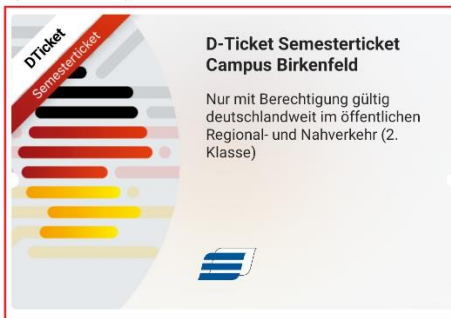 DTicket
Semesterticket
D-Ticket Semesterticket
Campus Birkenfeld
Nur mit Berechtigung gültig
deutschlandweit im öffentlichen
Regional- und Nahverkehr (2.
Klasse)